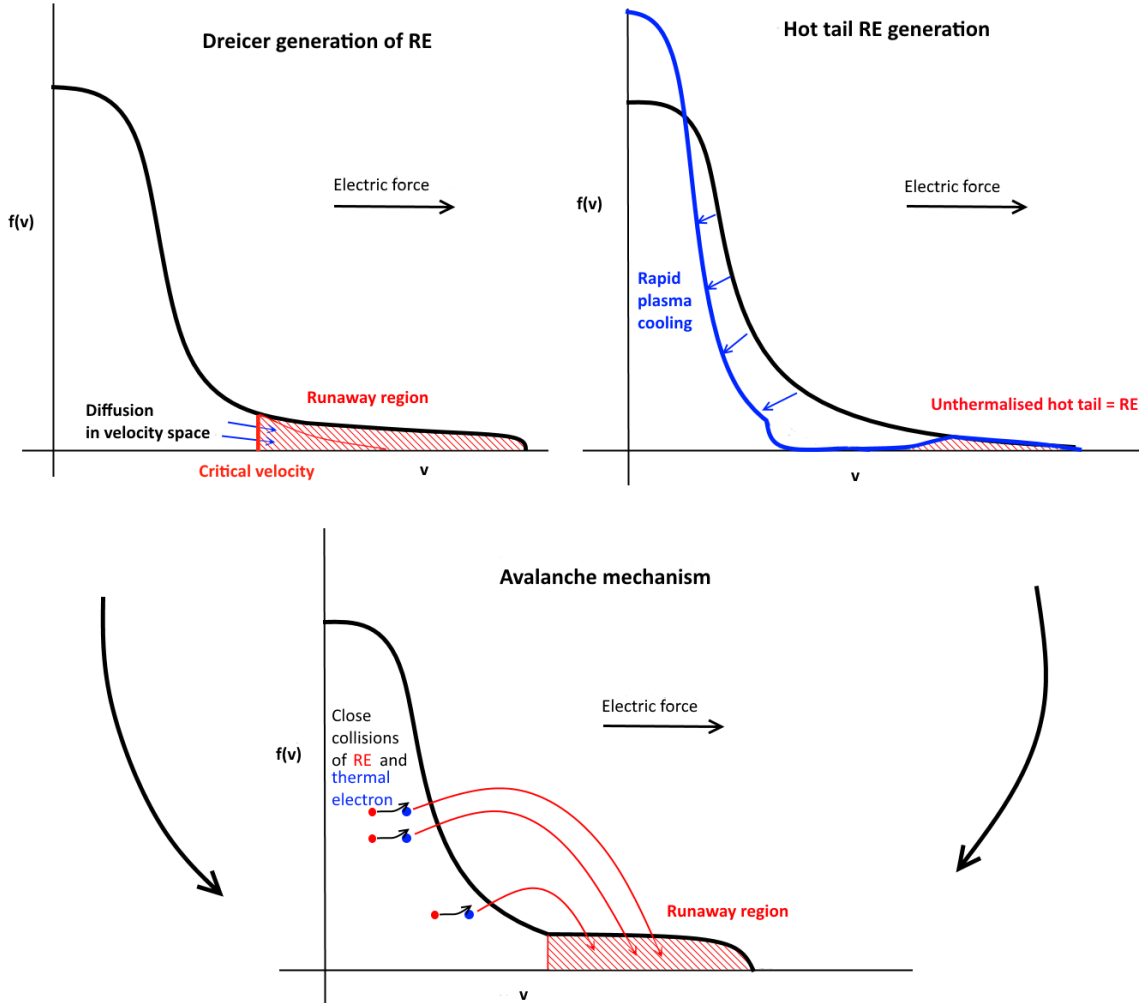 Dreicer generation of RE
Electric force
f(v)
Runaway region
Diffusion
in velocity space
Critical velocity
v
Hot tail RE generation
Electric force
f(v)
Rapid
plasma
cooling
Unthermalised hot tail = RE
v
Avalanche mechanism
Electric force
Close
collisions
of RE and
thermal
electron
f(v)
Runaway region
v